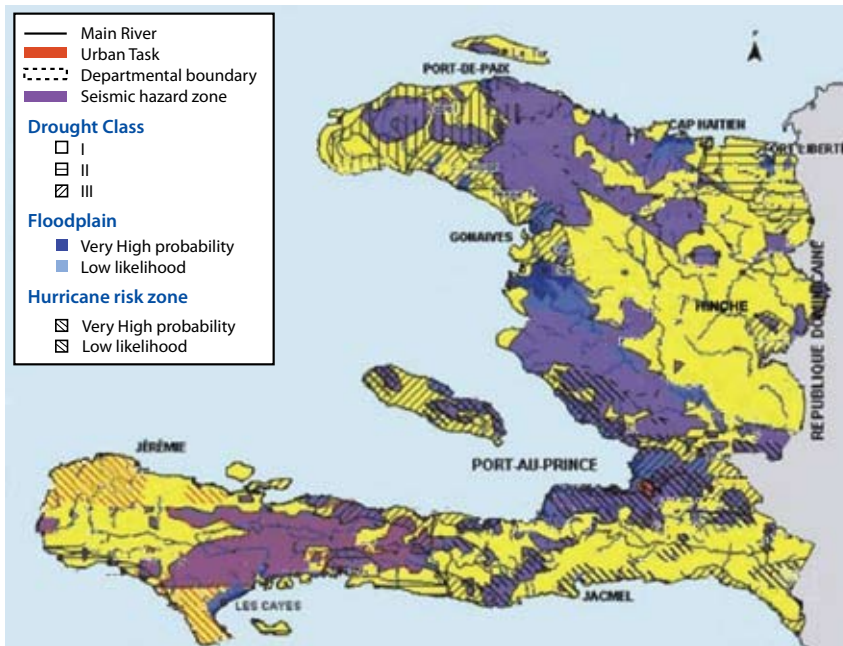 Main River
Urban Task
Departmental boundary
Seismic hazard zone
Drought Class
I
II
III
Floodplain
Very High probability
Low likelihood
Hurricane risk zone
Very High probability
Low likelihood
PORT-DE-PAIX
CAP HAITIEN
FORT LIBERTÉ
GONAIVES
HINCHE
REPUBLIQUE DOMINICAINE
JÉRÉMIE
PORT-AU-PRINCE
LES CAYES
JACMEL